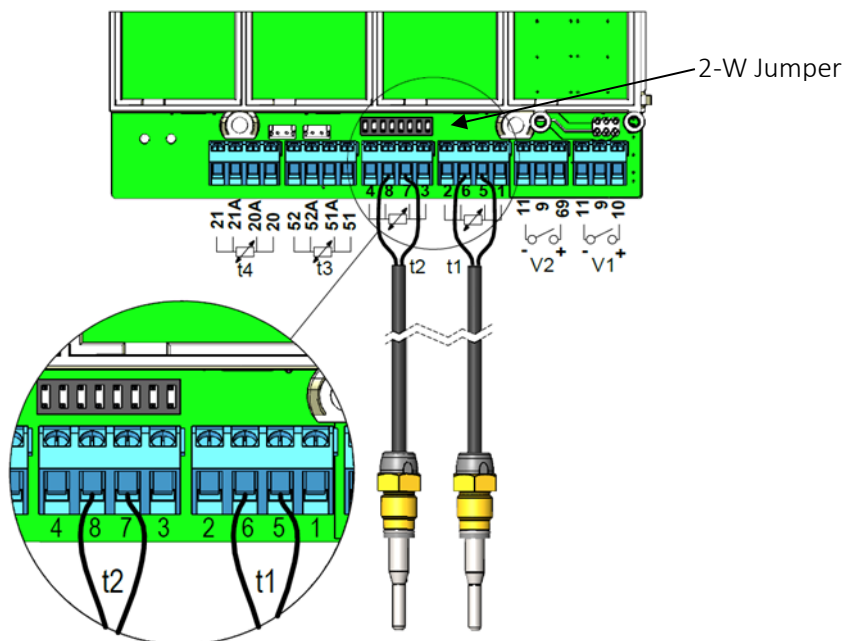 2-W Jumper
4 8 7 3 2 6 5 1
21 21A 20A 20 52 52A 51A 51 11 9 69 11 9 10
- + - +
t4 t3 t2 t1 V2 V1
4 8 7 3 2 6 5 1
t2 t1